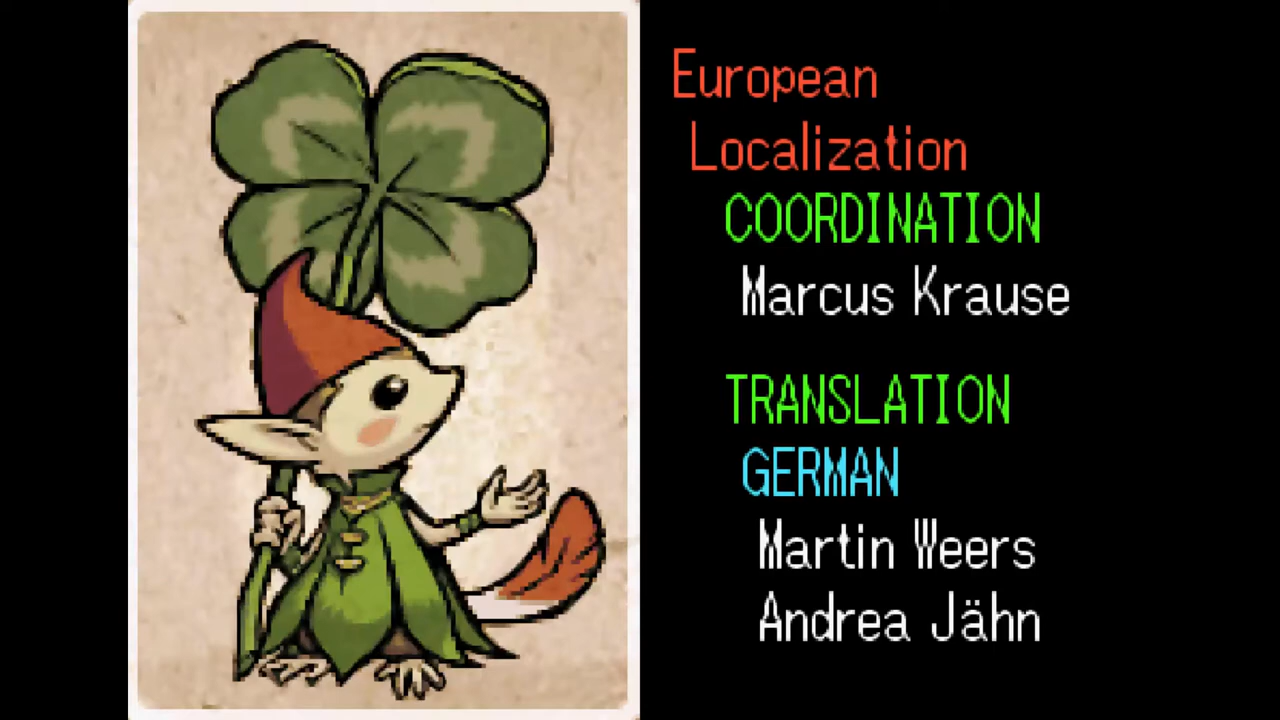 European
Localization
COORDINATION
Marcus Krause
TRANSLATION
GERMAN
Martin Weers
Andrea Jähn